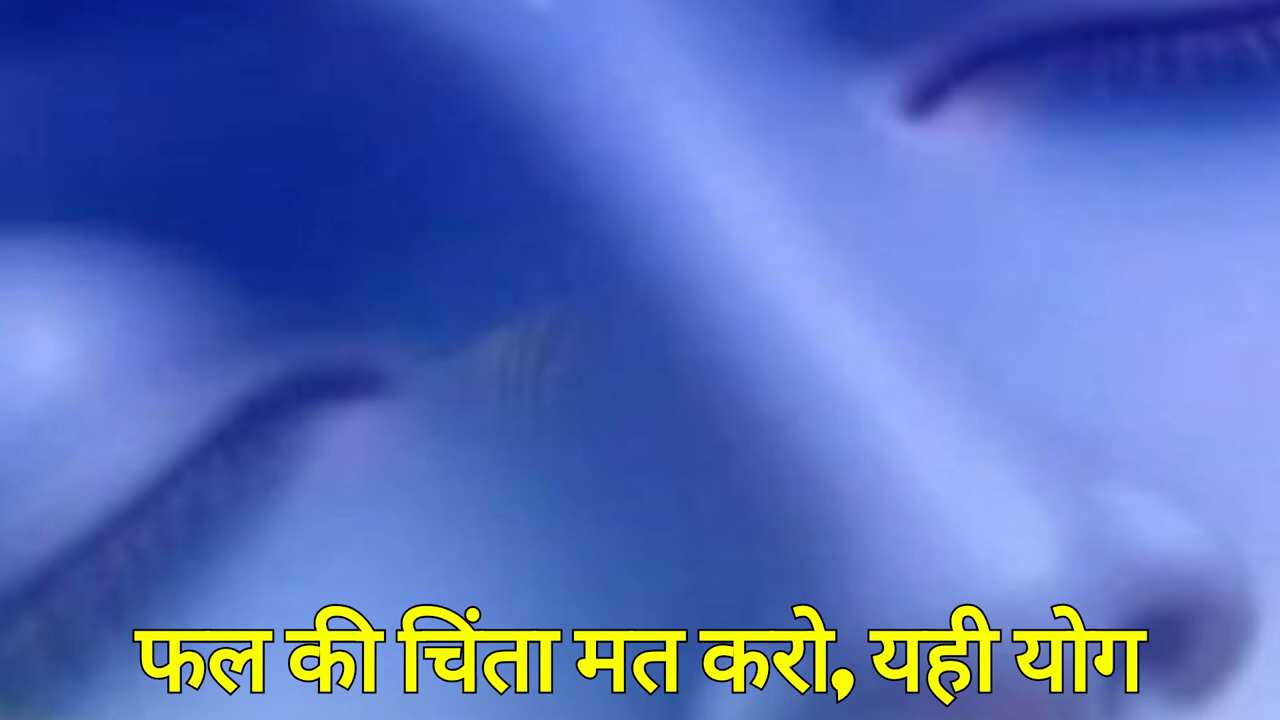 फल की चिंता मत करो, यही योग